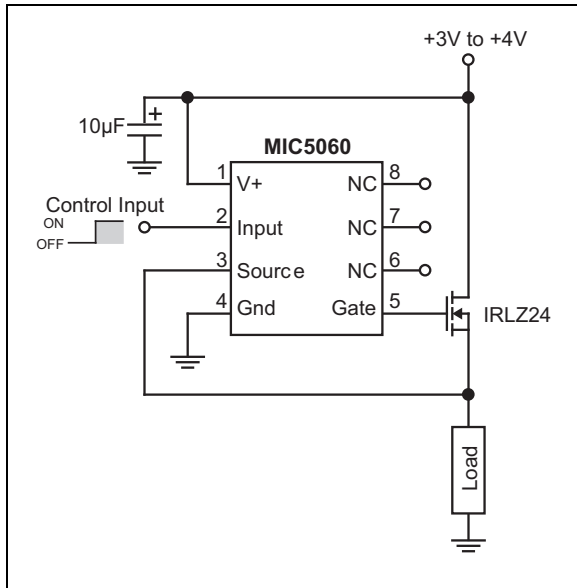 +3V to +4V
10µF
+
MIC5060
1
V+
NC
8
Control Input
ON
OFF
2
Input
NC
7
3
Source
NC
6
4
Gnd
Gate
5
IRLZ24
Load